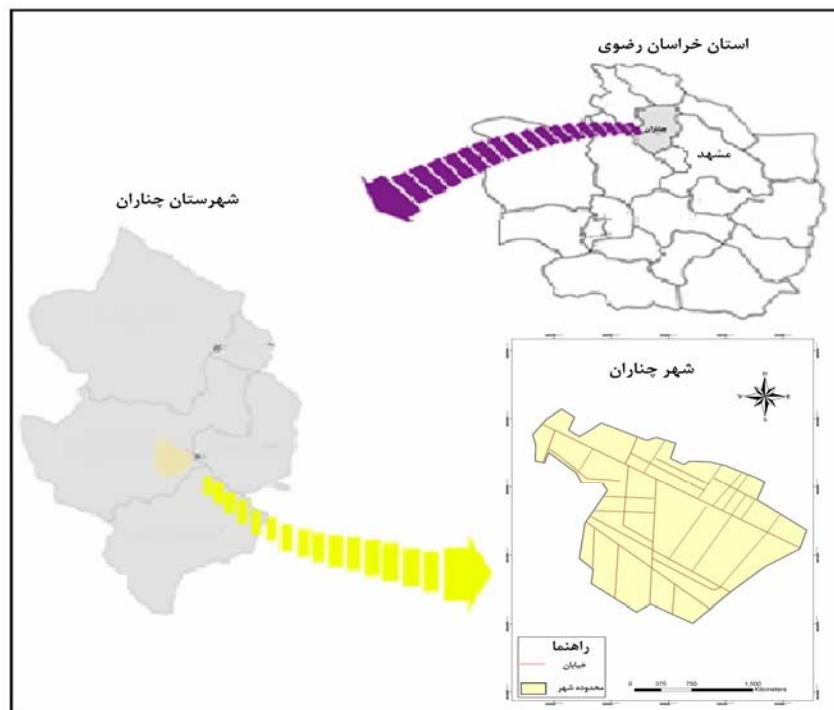 استان خراسان رضوی
چناران
مشهد
شهرستان چناران
شهر چناران
N
W E
S
راهنما
خیابان
محدوده شهر
0 375 750 1,500
Kilometers